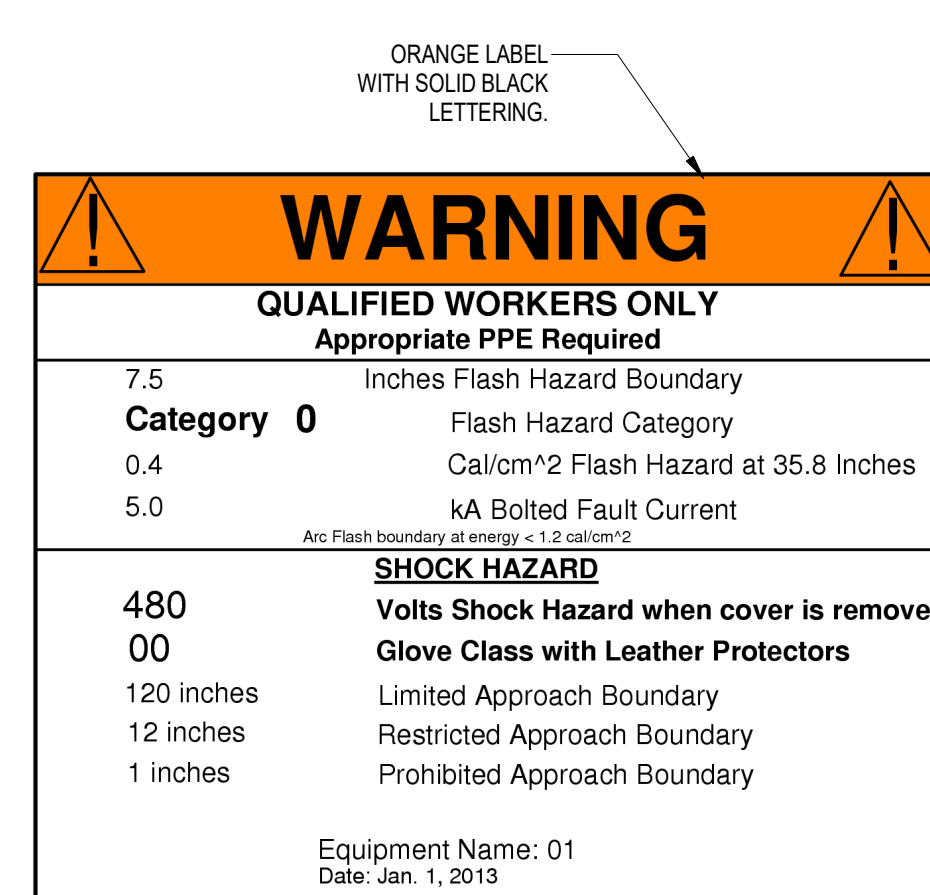 ORANGE LABEL
WITH SOLID BLACK
LETTERING.
WARNING
QUALIFIED WORKERS ONLY
Appropriate PPE Required
7.5 Inches Flash Hazard Boundary
Category 0 Flash Hazard Category
0.4 Cal/cm^2 Flash Hazard at 35.8 Inches
5.0 kA Bolted Fault Current
Arc Flash boundary at energy < 1.2 cal/cm^2
SHOCK HAZARD
480 Volts Shock Hazard when cover is remove
00 Glove Class with Leather Protectors
120 inches Limited Approach Boundary
12 inches Restricted Approach Boundary
1 inches Prohibited Approach Boundary
Equipment Name: 01
Date: Jan. 1, 2013